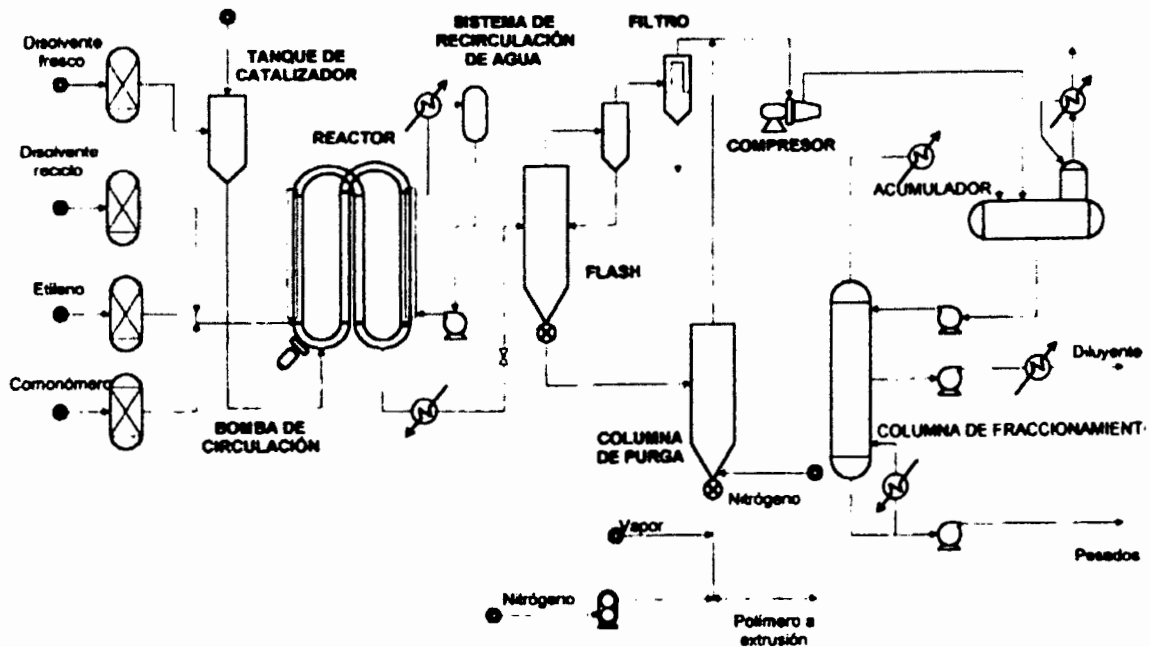 SISTEMA DE
RECIRCULACIÓN
DE AGUA
FILTRO
Disolvente
fresco
TANQUE DE
CATALIZADOR
REACTOR
COMPRESOR
Disolvente
reciclo
ACUMULADOR
FLASH
Etileno
Diluyente
Comonómero
BOMBA DE
CIRCULACIÓN
COLUMNA
DE PURGA
COLUMNA DE FRACCIONAMIENT
Nitrógeno
Vapor
Pesados
Nitrógeno
Polímero a
extrusión